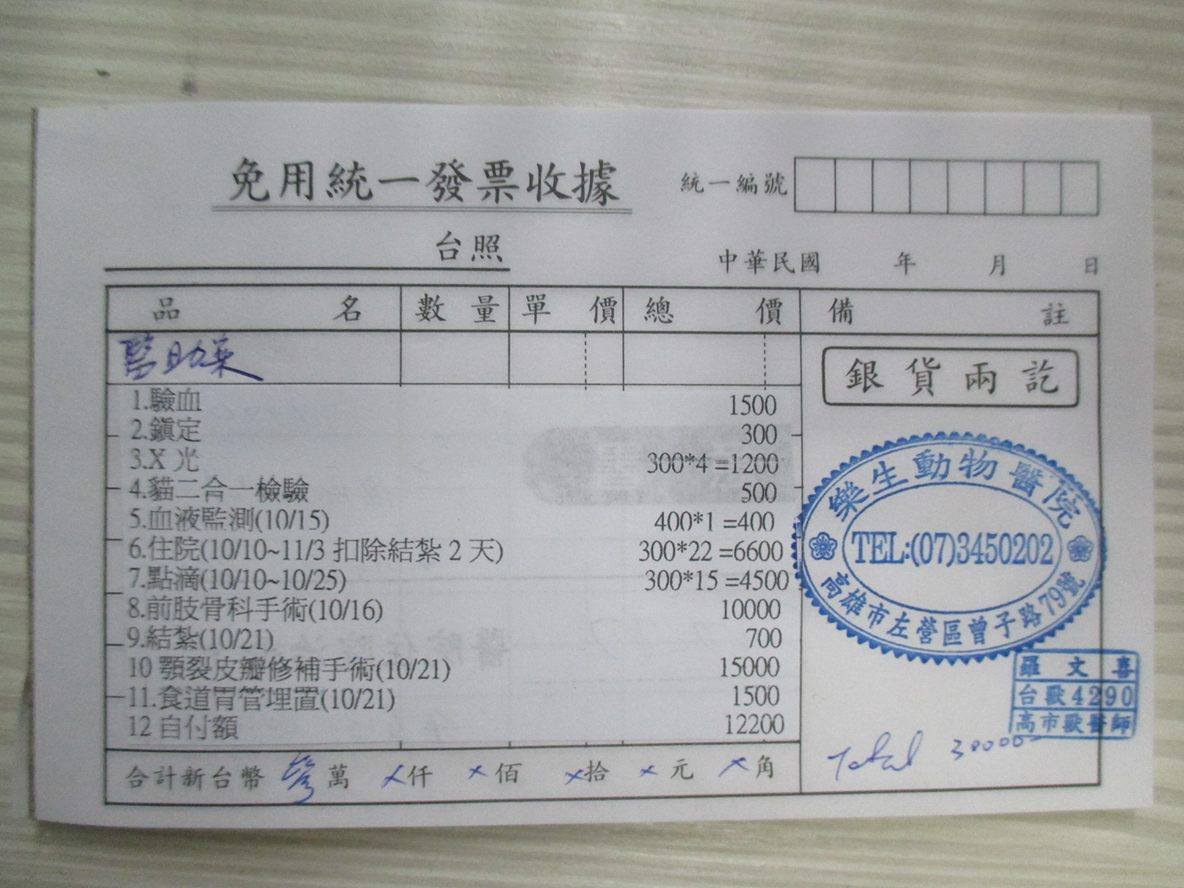 免用統一發票收據
統一編號
台照
中華民國 年 月 日
品名 數量 單價 總價 備註
銀貨兩訖
1.驗血 1500
2.鎮定 300
3.X 光 300*4 =1200
4.貓二合一檢驗 500
5.血液監測(10/15) 400*1 =400
6.住院(10/10~11/3 扣除結紮 2 天) 300*22 =6600
7.點滴(10/10~10/25) 300*15 =4500
8.前肢骨科手術(10/16) 10000
9.結紮(10/21) 700
10 顎裂皮瓣修補手術(10/21) 15000
11.食道胃管埋置(10/21) 1500
12 自付額 12200
樂生動物醫院
TEL:(07)3450202
高雄市左營區曾子路79號
羅文喜
台獸4290
高市獸醫師
Total 30000
合計新台幣 參萬 x仟 x佰 x拾 x元 x角